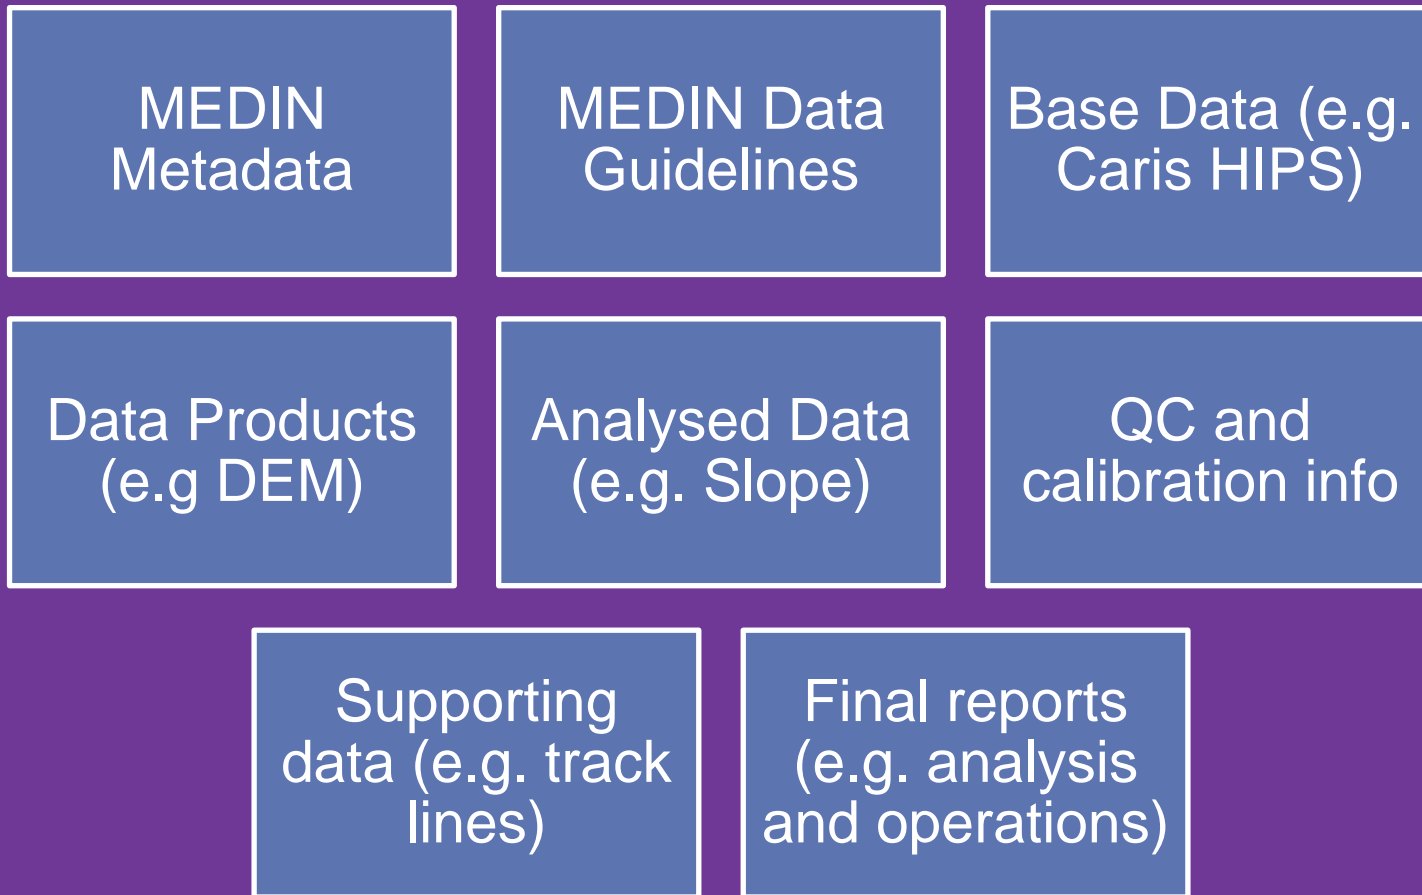 MEDIN
Metadata
MEDIN Data
Guidelines
Base Data (e.g.
Caris HIPS)
Data Products
(e.g DEM)
Analysed Data
(e.g. Slope)
QC and
calibration info
Supporting
data (e.g. track
lines)
Final reports
(e.g. analysis
and operations)